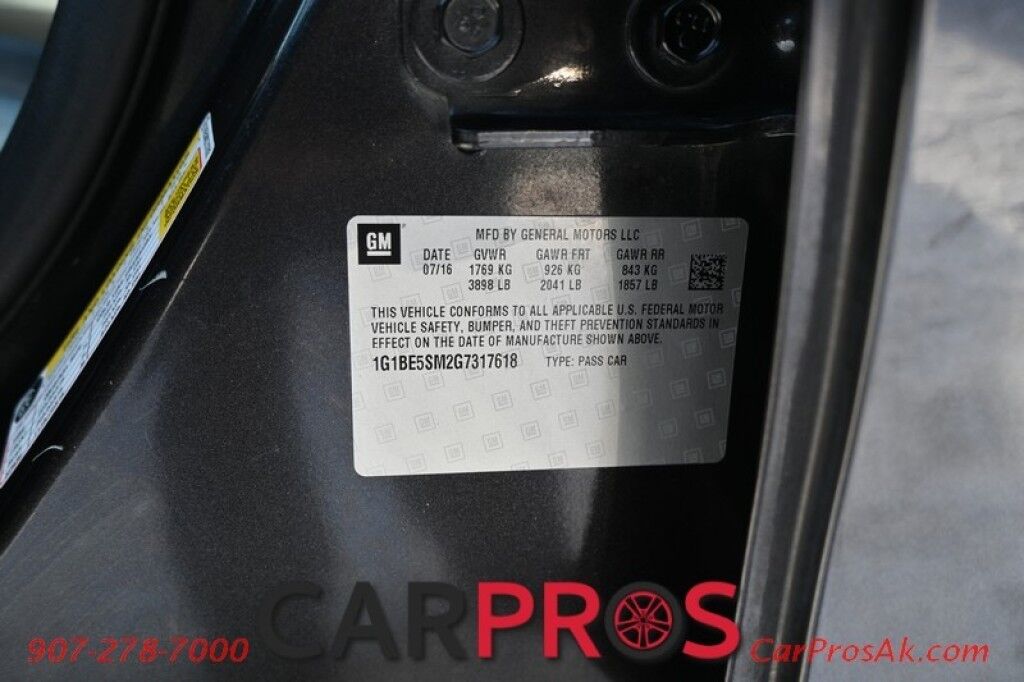 GM
MFD BY GENERAL MOTORS LLC
DATE GVWR GAWR FRT GAWR RR
07/16 1769 KG 926 KG 843 KG
3898 LB 2041 LB 1857 LB
THIS VEHICLE CONFORMS TO ALL APPLICABLE U.S. FEDERAL MOTOR
VEHICLE SAFETY, BUMPER, AND THEFT PREVENTION STANDARDS IN
EFFECT ON THE DATE OF MANUFACTURE SHOWN ABOVE.
1G1BE5SM2G7317618 TYPE: PASS CAR
CARPROS
907-278-7000
CarProsAk.com